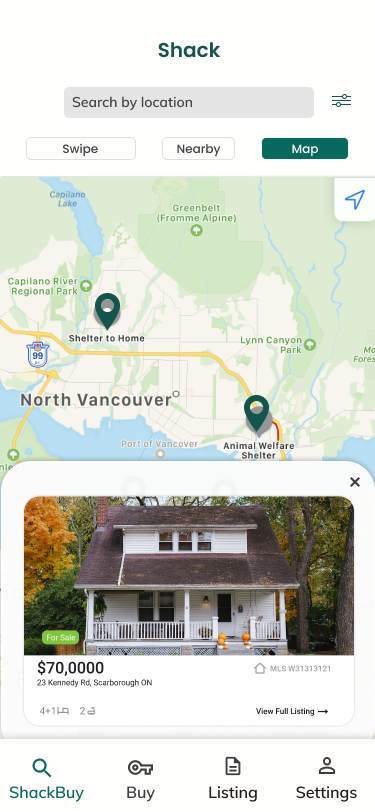 Shack
Search by location
Swipe
Nearby
Map
Capilano
Lake
Greenbelt
(Fromme Alpine)
Capilano River
Regional Park
Shelter to Home
Lynn Canyon
Park
99
North Vancouver
Port of Vancouver
Animal Welfare
Shelter
For Sale
$70,0000
MLS W31313121
23 Kennedy Rd, Scarborough ON
4+1
2
View Full Listing
ShackBuy
Buy
Listing
Settings